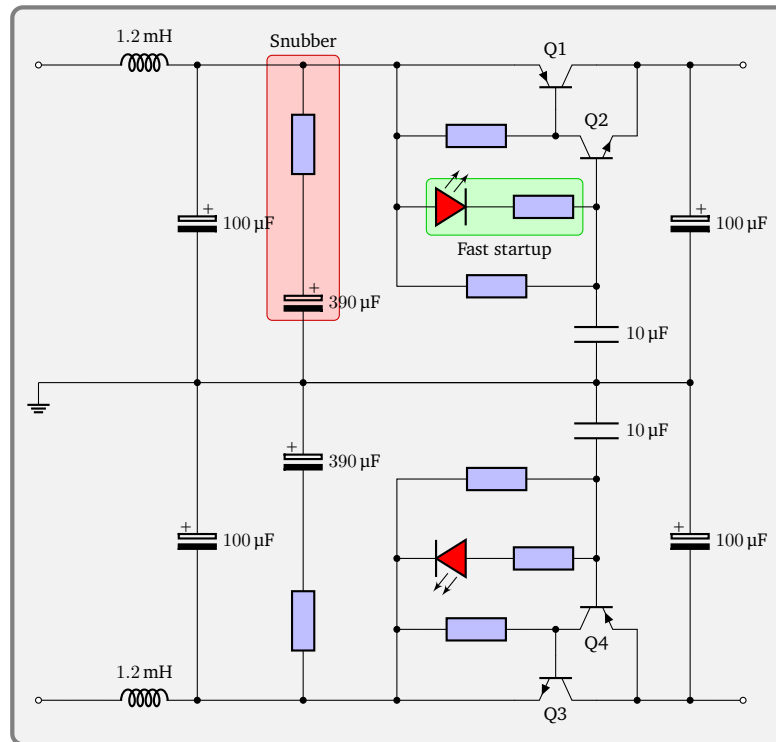 1.2 mH
Snubber
Q1
Q2
+
100 µF
+
100 µF
Fast startup
+
390 µF
10 µF
10 µF
+
390 µF
+
100 µF
+
100 µF
Q4
1.2 mH
Q3